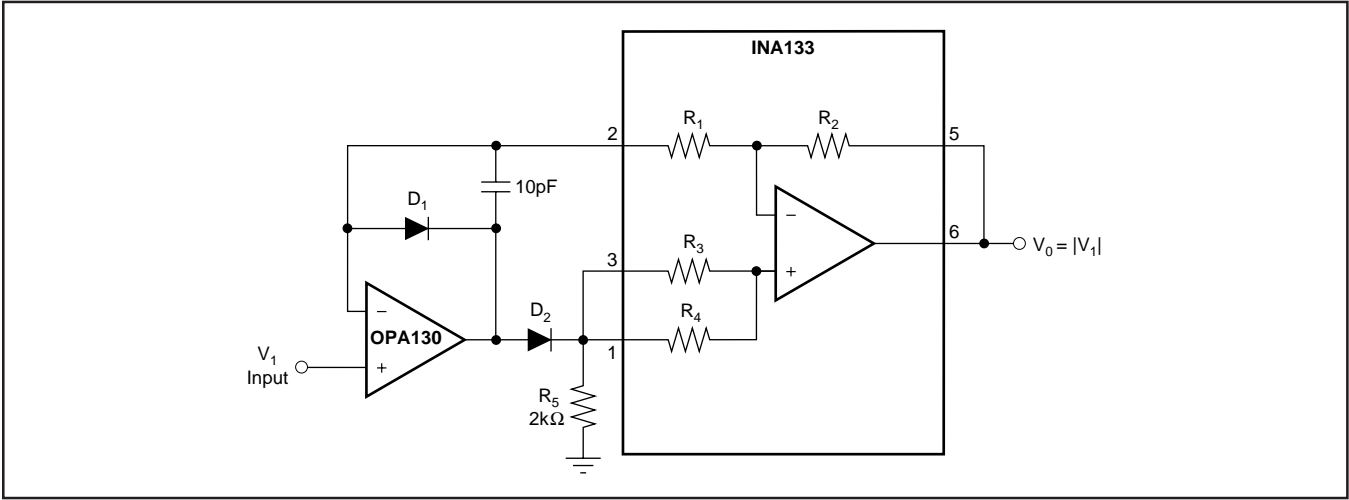 INA133
R1
R2
2
5
10pF
D1
6
V0 = |V1|
R3
3
−
+
R4
D2
−
OPA130
+
1
V1
Input
R5
2kΩ